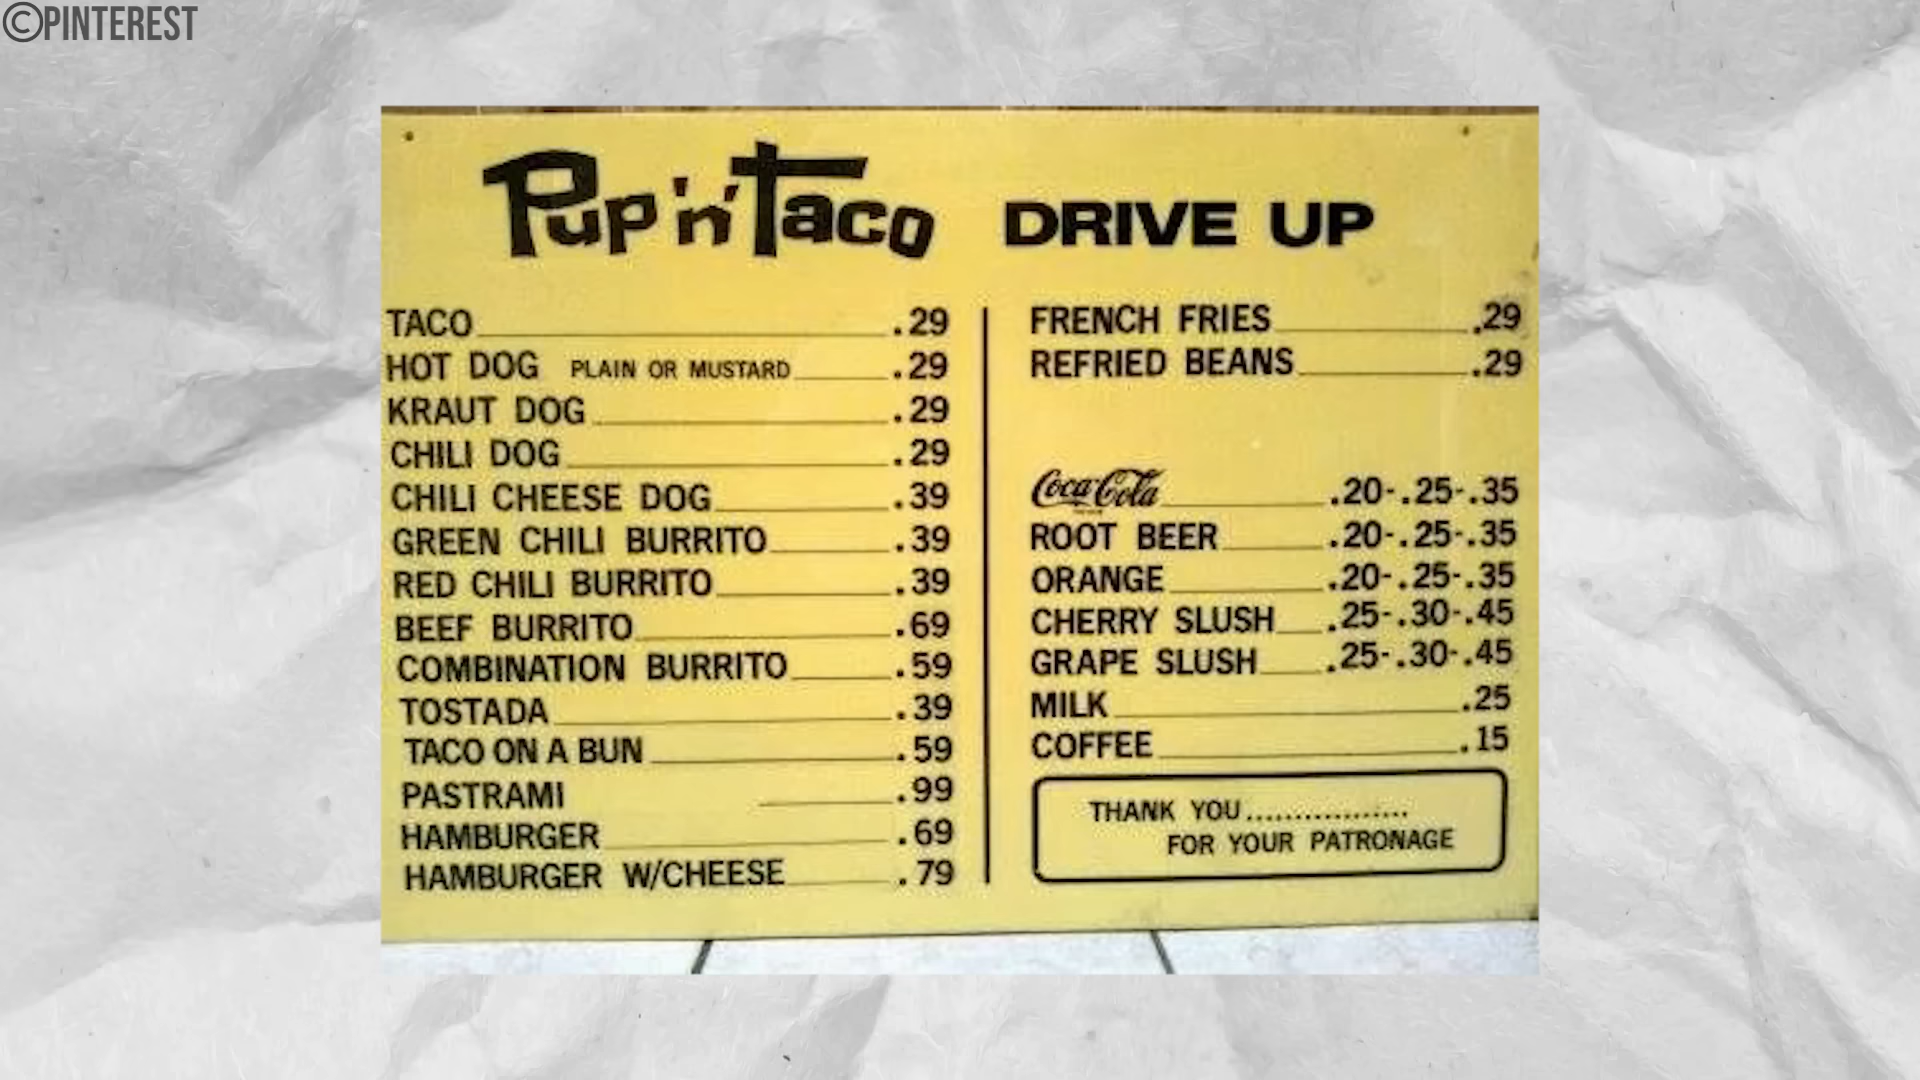 ©PINTEREST
Pup 'n' Taco DRIVE UP
TACO .29
HOT DOG PLAIN OR MUSTARD .29
KRAUT DOG .29
CHILI DOG .29
CHILI CHEESE DOG .39
GREEN CHILI BURRITO .39
RED CHILI BURRITO .39
BEEF BURRITO .69
COMBINATION BURRITO .59
TOSTADA .39
TACO ON A BUN .59
PASTRAMI .99
HAMBURGER .69
HAMBURGER W/CHEESE .79
FRENCH FRIES .29
REFRIED BEANS .29
Coca-Cola .20-.25-.35
ROOT BEER .20-.25-.35
ORANGE .20-.25-.35
CHERRY SLUSH .25-.30-.45
GRAPE SLUSH .25-.30-.45
MILK .25
COFFEE .15
THANK YOU.................
FOR YOUR PATRONAGE